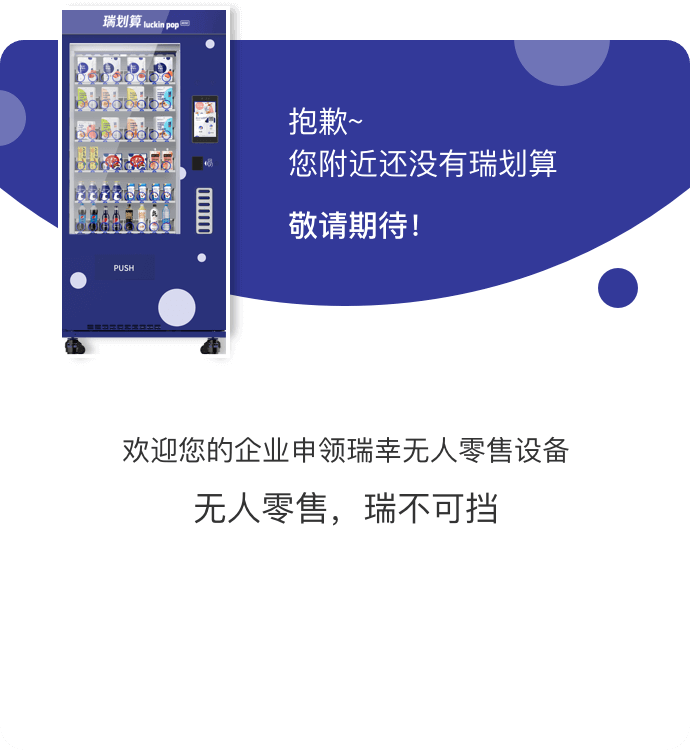 瑞划算 luckin pop
抱歉~
您附近还没有瑞划算
敬请期待！
PUSH
欢迎您的企业申领瑞幸无人零售设备
无人零售，瑞不可挡